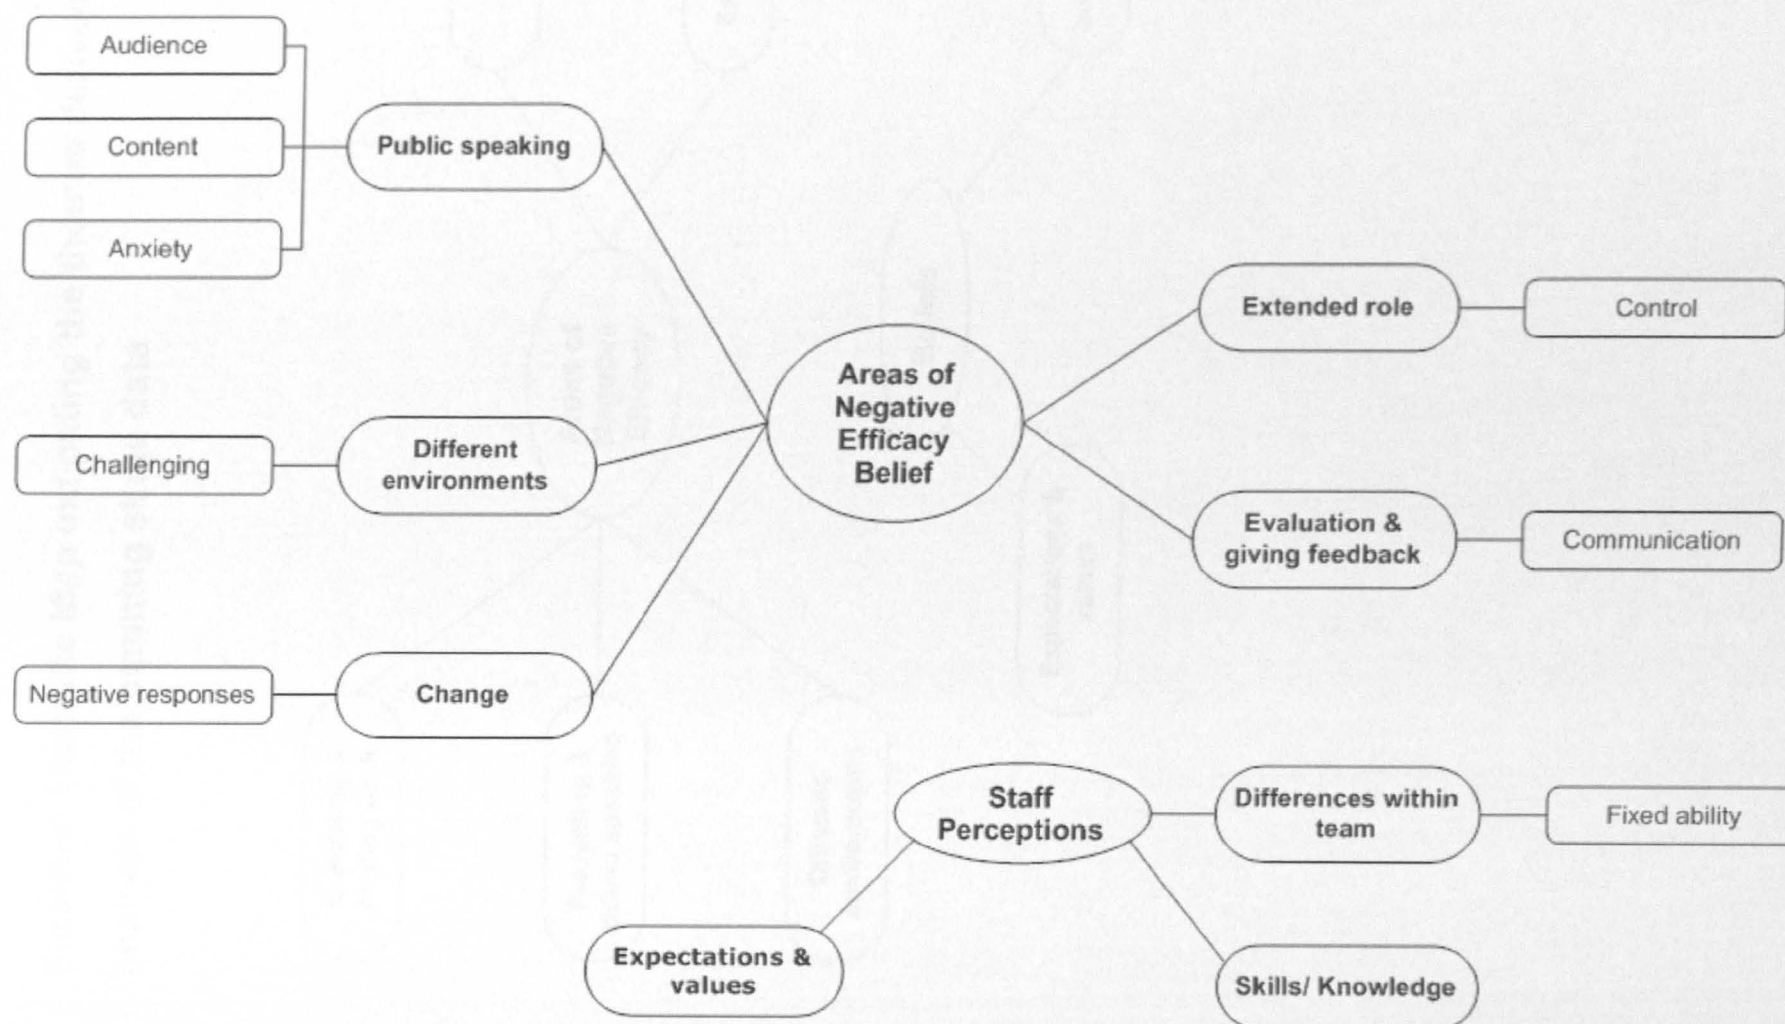 Audience
Content
Anxiety
Public speaking
Challenging
Different
environments
Negative responses
Change
Areas of
Negative
Efficacy
Belief
Extended role
Control
Evaluation &
giving feedback
Communication
Staff
Perceptions
Differences within
team
Fixed ability
Expectations &
values
Skills/ Knowledge